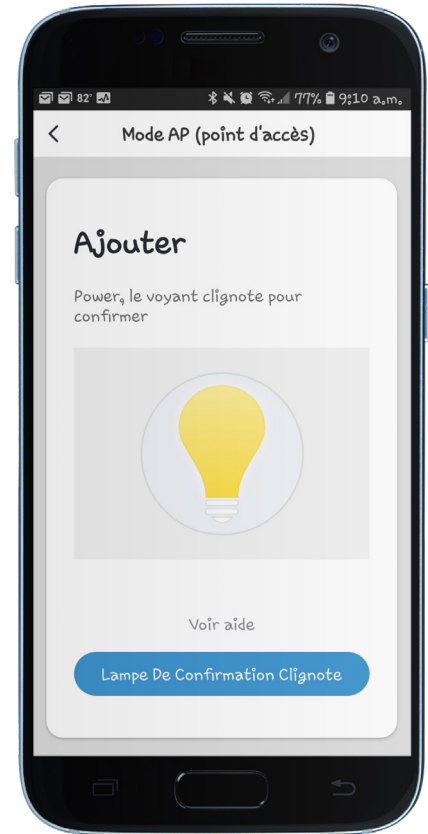 82° 77% 9:10 a.m.
Mode AP (point d'accès)
Ajouter
Power, le voyant clignote pour
confirmer
Voir aide
Lampe De Confirmation Clignote